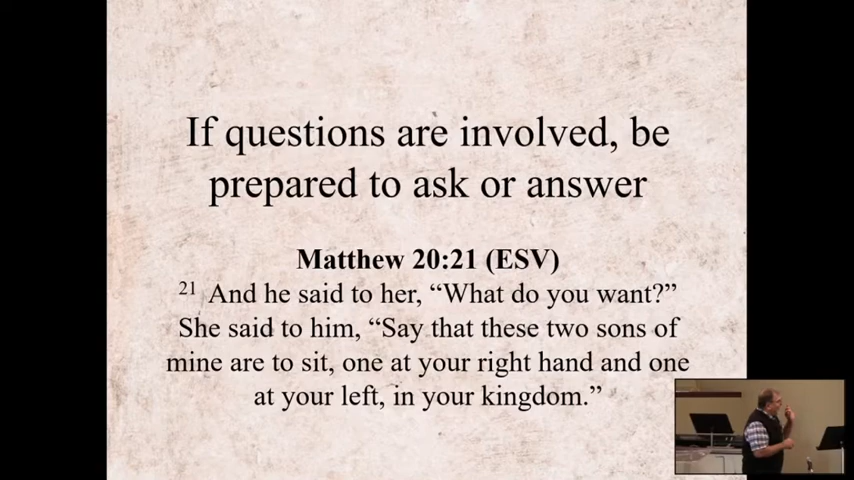 If questions are involved, be
prepared to ask or answer
Matthew 20:21 (ESV)
21 And he said to her, “What do you want?”
She said to him, “Say that these two sons of
mine are to sit, one at your right hand and one
at your left, in your kingdom.”